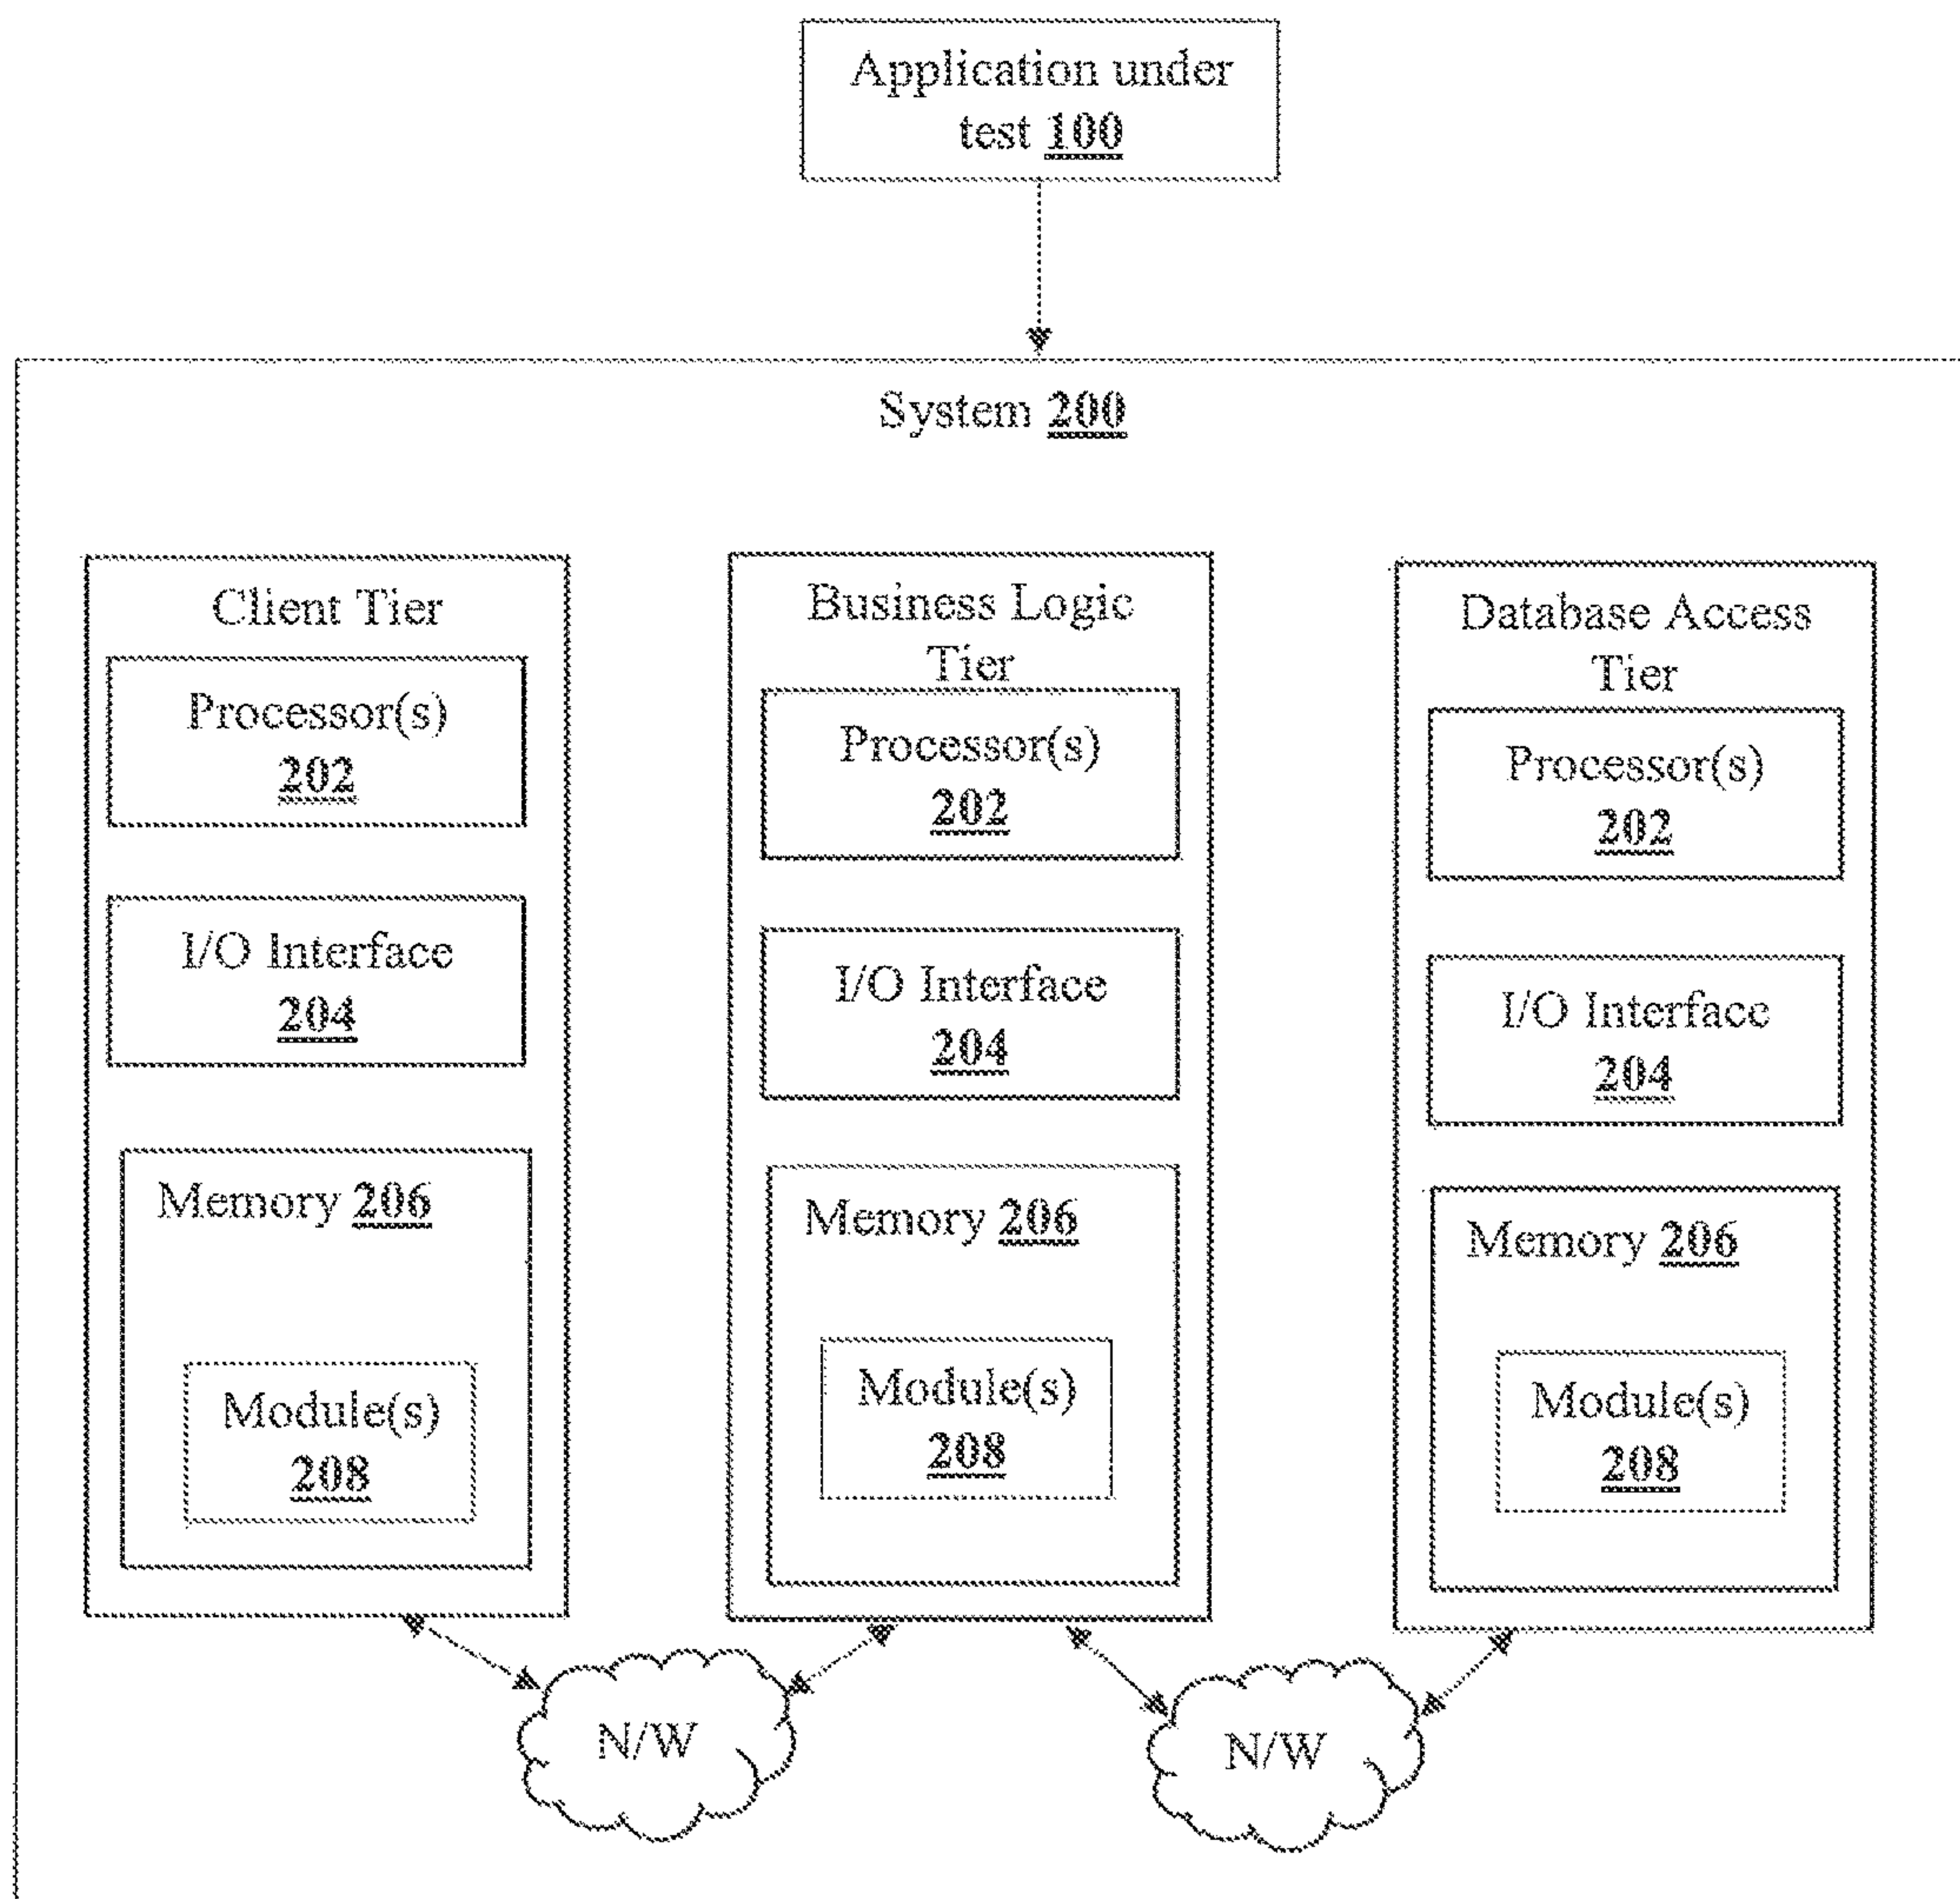 Application under
test 100
System 200
Client Tier
Processor(s)
202
I/O Interface
204
Memory 206
Module(s)
208
Business Logic
Tier
Processor(s)
202
I/O Interface
204
Memory 206
Module(s)
208
Database Access
Tier
Processor(s)
202
I/O Interface
204
Memory 206
Module(s)
208
N/W
N/W